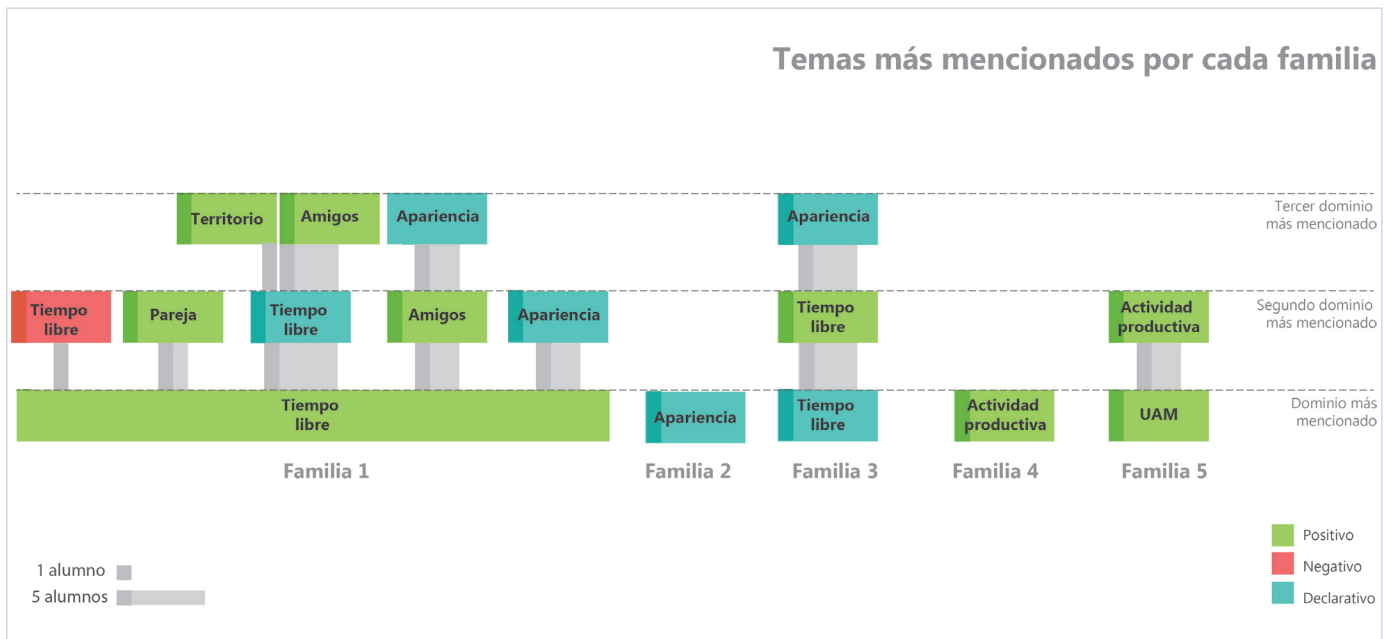 Temas más mencionados por cada familia
Territorio
Amigos
Apariencia
Apariencia
Tercer dominio
más mencionado
Tiempo
libre
Pareja
Tiempo
libre
Amigos
Apariencia
Tiempo
libre
Actividad
productiva
Segundo dominio
más mencionado
Tiempo
libre
Apariencia
Tiempo
libre
Actividad
productiva
UAM
Dominio más
mencionado
Familia 1
Familia 2
Familia 3
Familia 4
Familia 5
1 alumno
5 alumnos
Positivo
Negativo
Declarativo